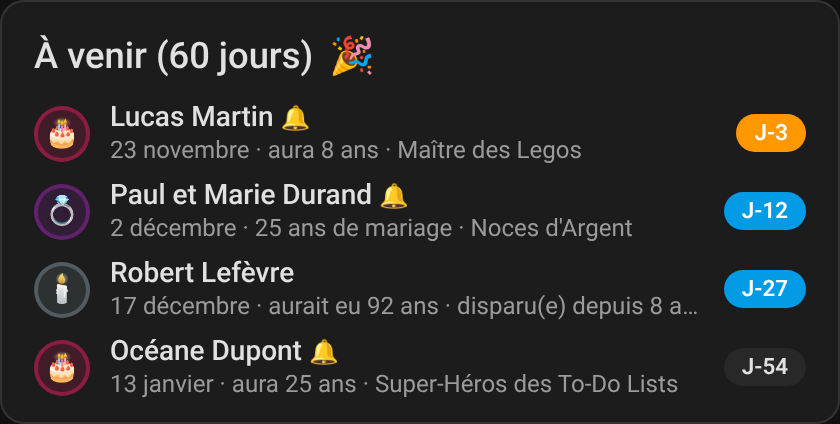 À venir (60 jours) 🎉
Lucas Martin 🔔
23 novembre · aura 8 ans · Maître des Legos
J-3
Paul et Marie Durand 🔔
2 décembre · 25 ans de mariage · Noces d'Argent
J-12
Robert Lefèvre
17 décembre · aurait eu 92 ans · disparu(e) depuis 8 a…
J-27
Océane Dupont 🔔
13 janvier · aura 25 ans · Super-Héros des To-Do Lists
J-54